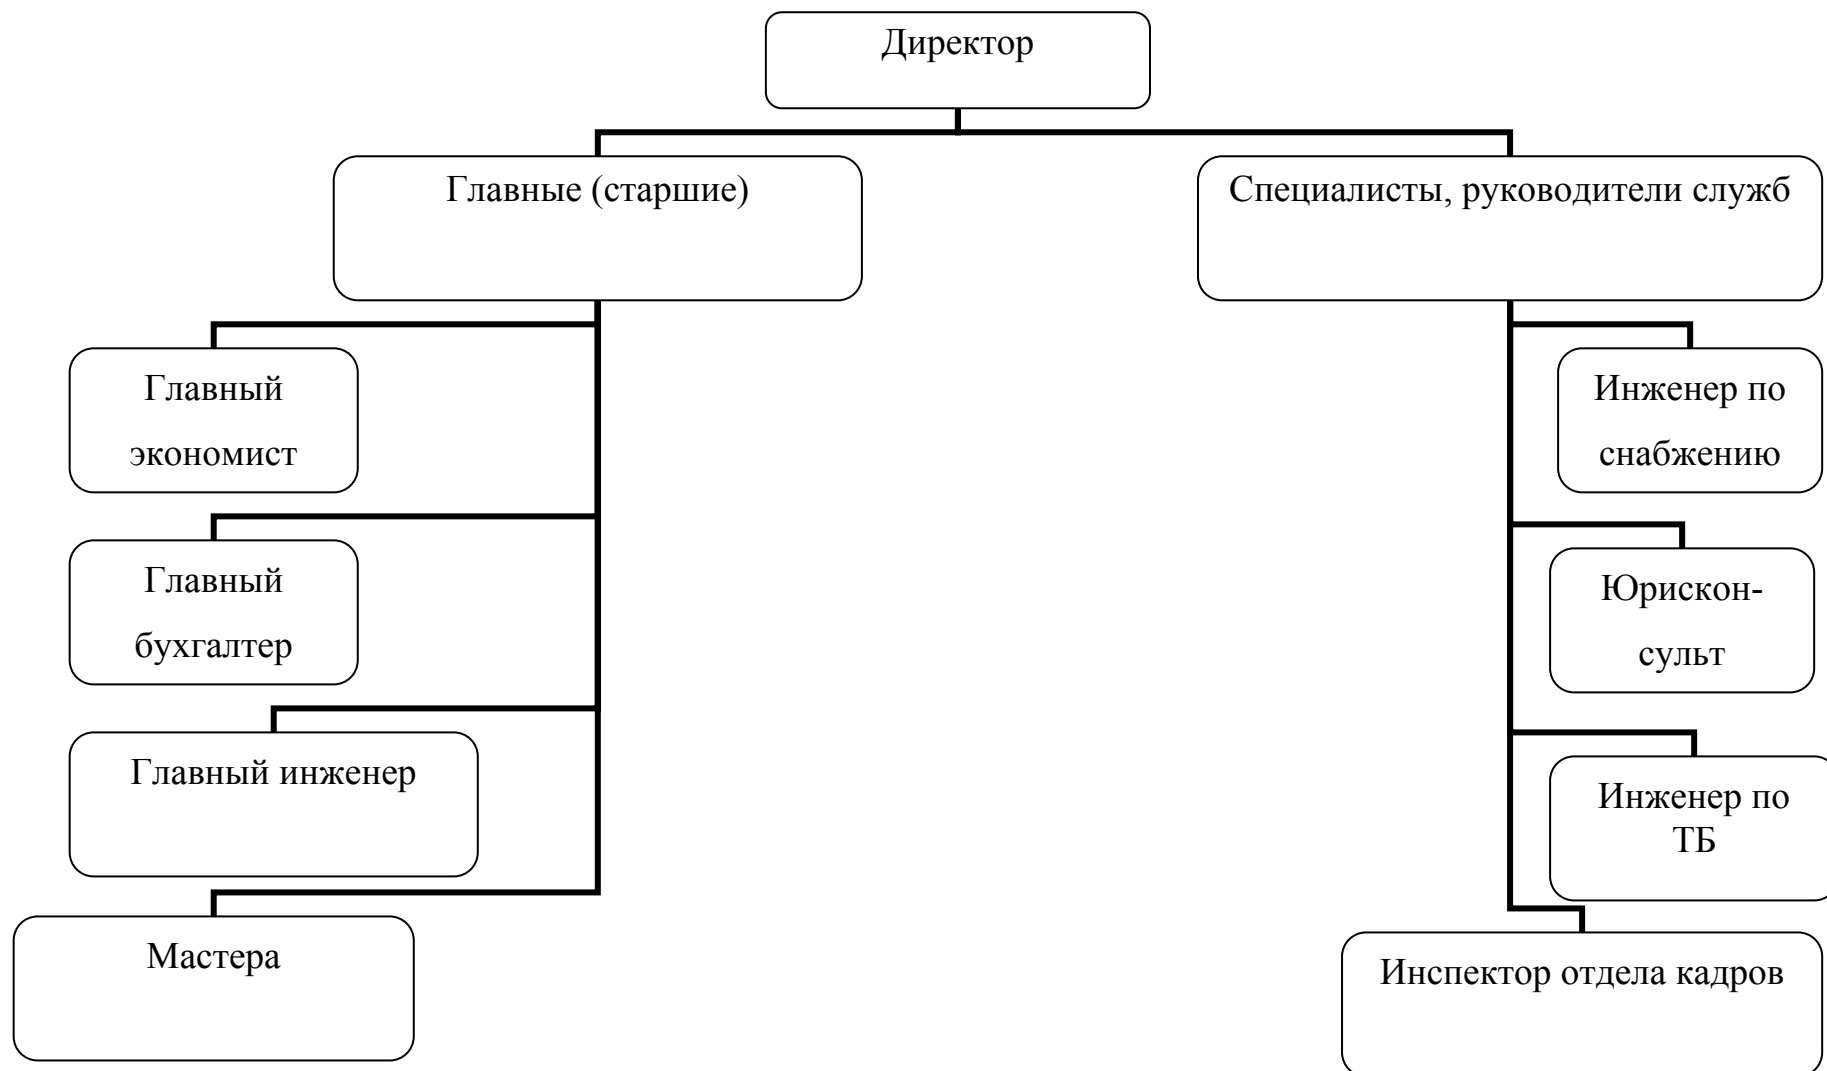 Директор
Главные (старшие)
Специалисты, руководители служб
Главный
экономист
Инженер по
снабжению
Главный
бухгалтер
Юрискон-
сульт
Главный инженер
Инженер по
ТБ
Мастера
Инспектор отдела кадров